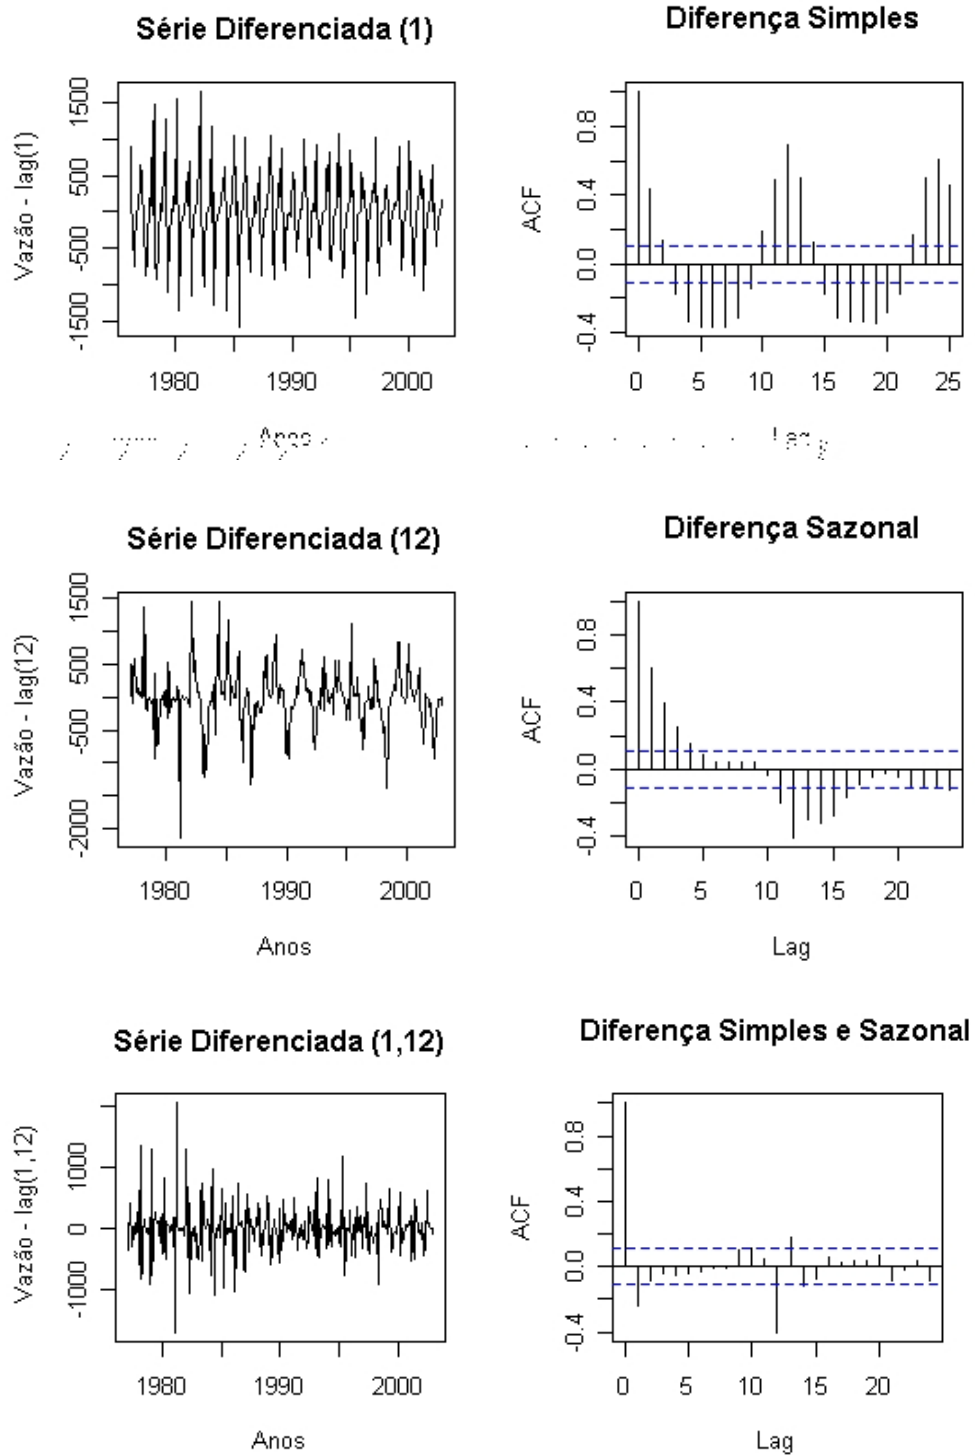 Série Diferenciada (1)
Diferença Simples
Vazão - lag(1)
1500
500
-500
-1500
1980 1990 2000
ACF
0.8
0.4
0.0
-0.4
0 5 10 15 20 25
Anos
Série Diferenciada (12)
Diferença Sazonal
Vazão - lag(12)
1500
500
-500
-2000
1980 1990 2000
Anos
ACF
0.8
0.4
0.0
-0.4
0 5 10 15 20
Lag
Série Diferenciada (1,12)
Diferença Simples e Sazonal
Vazão - lag(1,12)
1000
0
-1000
1980 1990 2000
Anos
ACF
0.8
0.4
0.0
-0.4
0 5 10 15 20
Lag